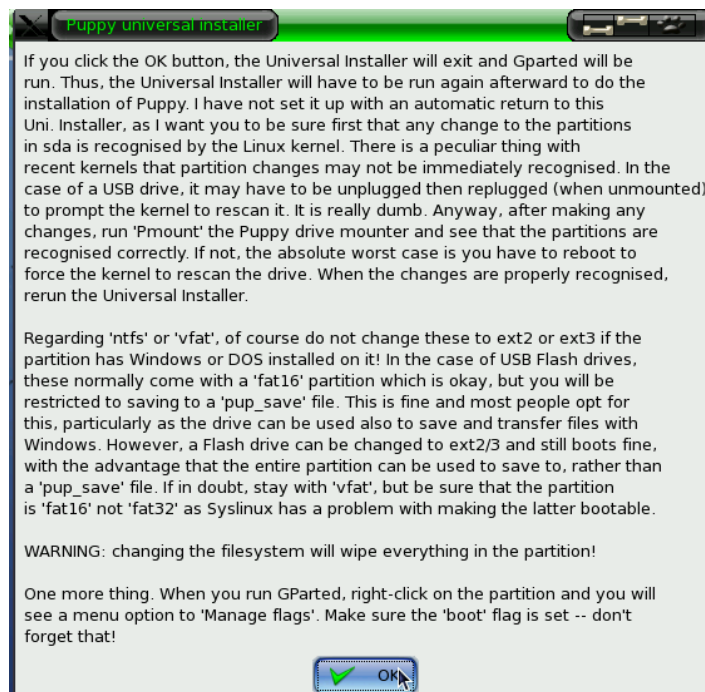 Puppy universal installer
If you click the OK button, the Universal Installer will exit and Gparted will be
run. Thus, the Universal Installer will have to be run again afterward to do the
installation of Puppy. I have not set it up with an automatic return to this
Uni. Installer, as I want you to be sure first that any change to the partitions
in sda is recognised by the Linux kernel. There is a peculiar thing with
recent kernels that partition changes may not be immediately recognised. In the
case of a USB drive, it may have to be unplugged then replugged (when unmounted)
to prompt the kernel to rescan it. It is really dumb. Anyway, after making any
changes, run 'Pmount' the Puppy drive mounter and see that the partitions are
recognised correctly. If not, the absolute worst case is you have to reboot to
force the kernel to rescan the drive. When the changes are properly recognised,
rerun the Universal Installer.
Regarding 'ntfs' or 'vfat', of course do not change these to ext2 or ext3 if the
partition has Windows or DOS installed on it! In the case of USB Flash drives,
these normally come with a 'fat16' partition which is okay, but you will be
restricted to saving to a 'pup_save' file. This is fine and most people opt for
this, particularly as the drive can be used also to save and transfer files with
Windows. However, a Flash drive can be changed to ext2/3 and still boots fine,
with the advantage that the entire partition can be used to save to, rather than
a 'pup_save' file. If in doubt, stay with 'vfat', but be sure that the partition
is 'fat16' not 'fat32' as Syslinux has a problem with making the latter bootable.
WARNING: changing the filesystem will wipe everything in the partition!
One more thing. When you run GParted, right-click on the partition and you will
see a menu option to 'Manage flags'. Make sure the 'boot' flag is set -- don't
forget that!
OK